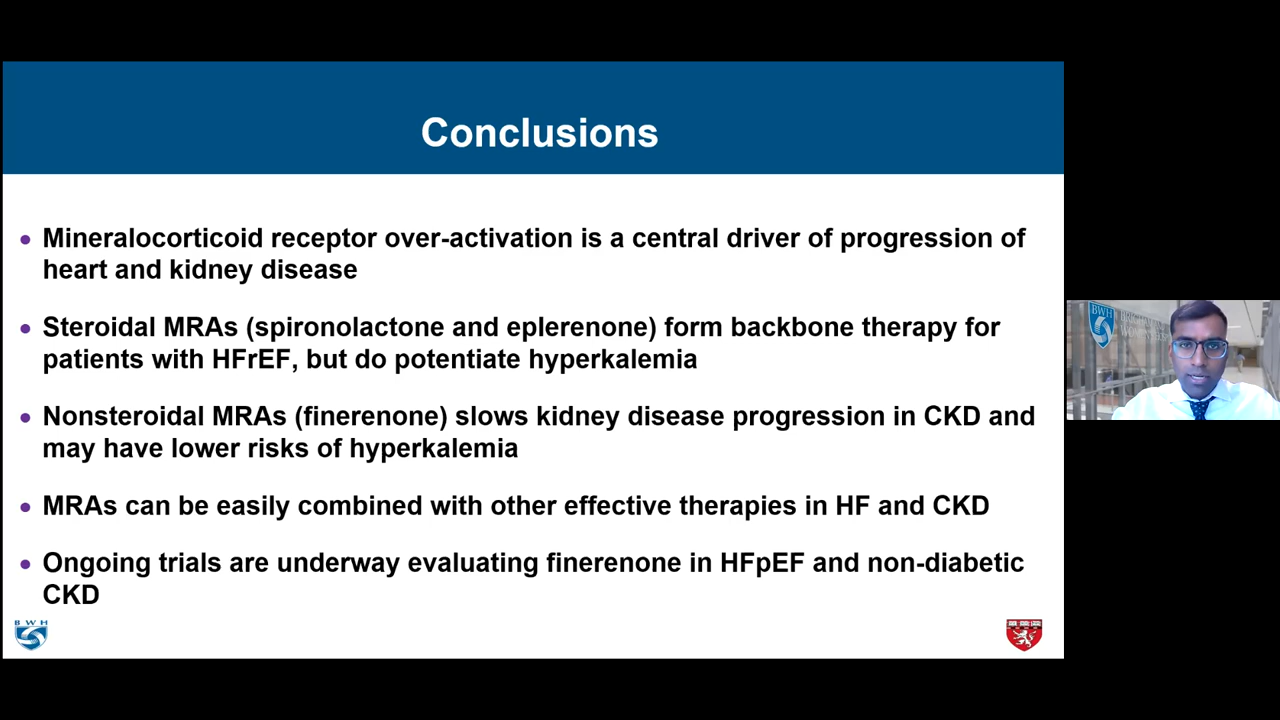 Conclusions
Mineralocorticoid receptor over-activation is a central driver of progression of
heart and kidney disease
Steroidal MRAs (spironolactone and eplerenone) form backbone therapy for
patients with HFrEF, but do potentiate hyperkalemia
Nonsteroidal MRAs (finerenone) slows kidney disease progression in CKD and
may have lower risks of hyperkalemia
MRAs can be easily combined with other effective therapies in HF and CKD
Ongoing trials are underway evaluating finerenone in HFpEF and non-diabetic
CKD
BWH
BWH